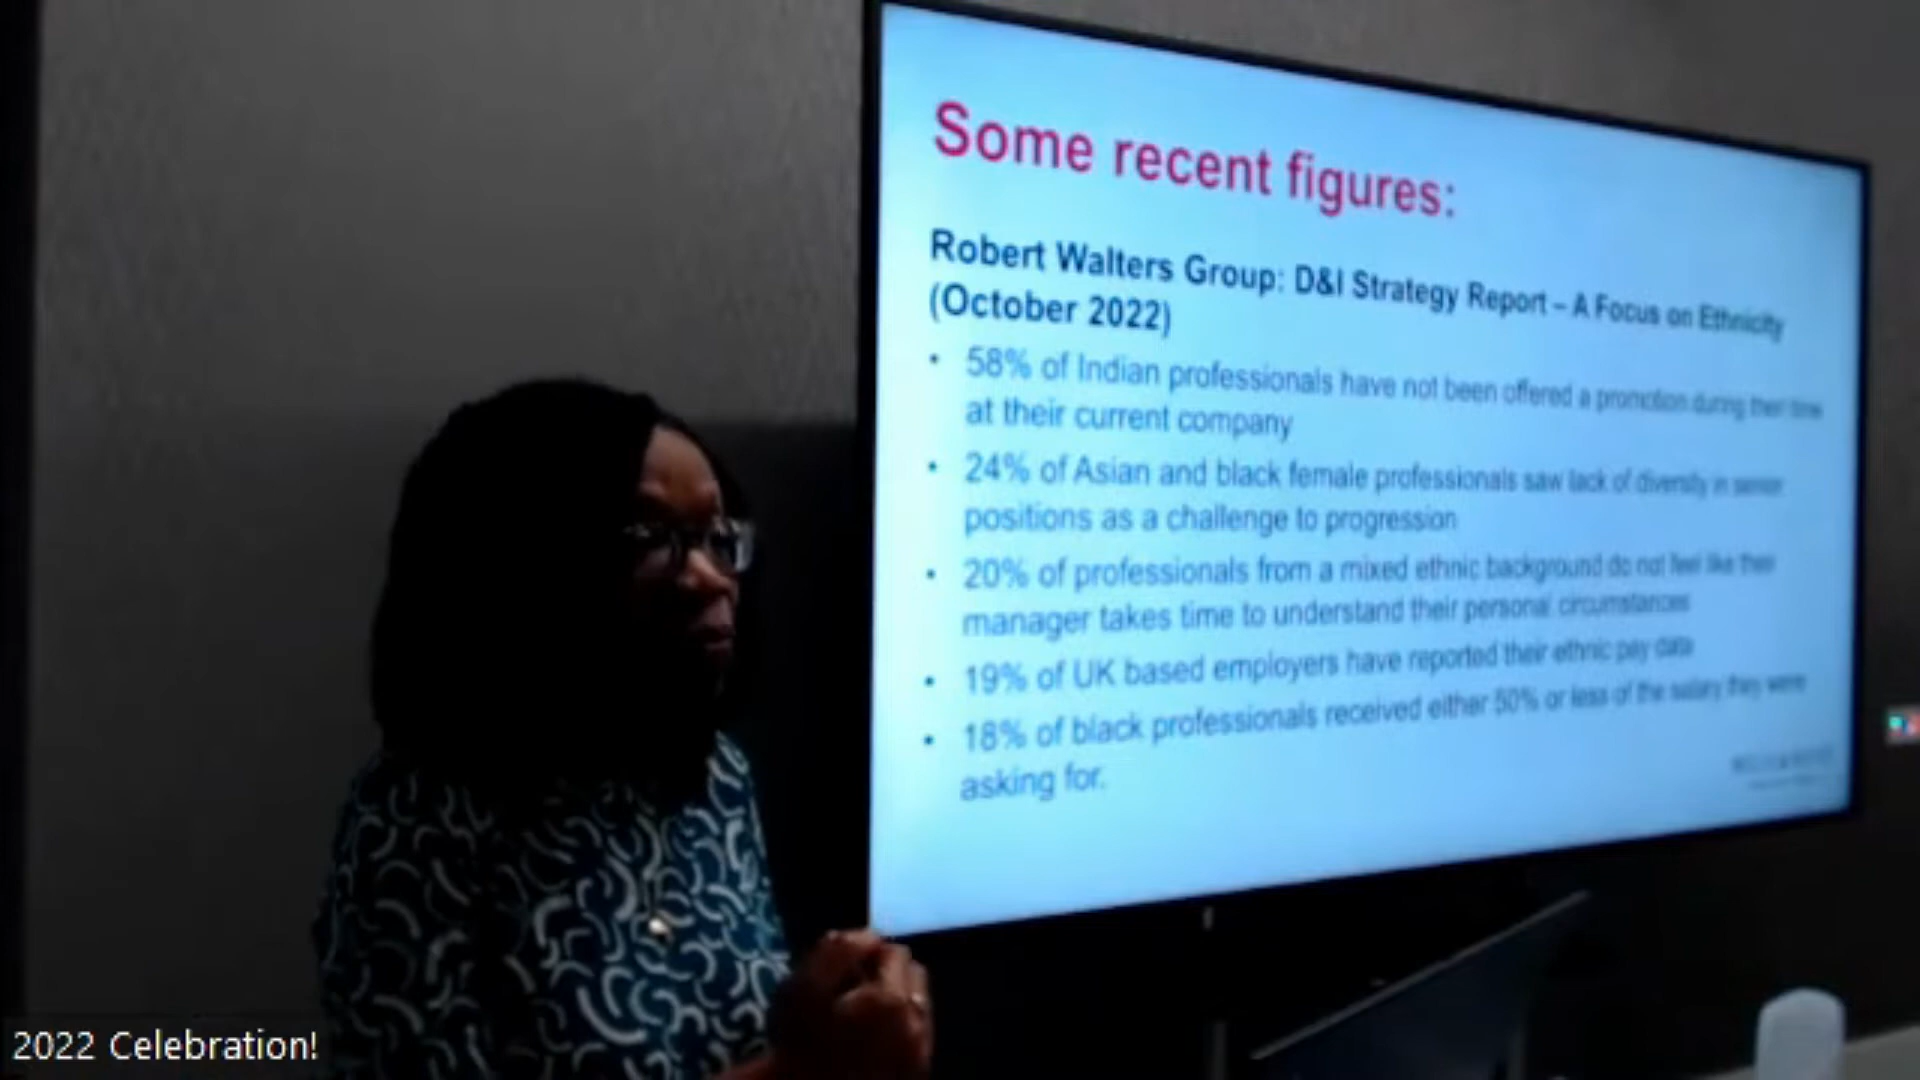 Some recent figures:
Robert Walters Group: D&I Strategy Report – A Focus on Ethnicity
(October 2022)
• 58% of Indian professionals have not been offered a promotion during their time
at their current company
• 24% of Asian and black female professionals saw lack of diversity in senior
positions as a challenge to progression
• 20% of professionals from a mixed ethnic background do not feel like their
manager takes time to understand their personal circumstances
• 19% of UK based employers have reported their ethnic pay data
• 18% of black professionals received either 50% or less of the salary they were
asking for.
2022 Celebration!